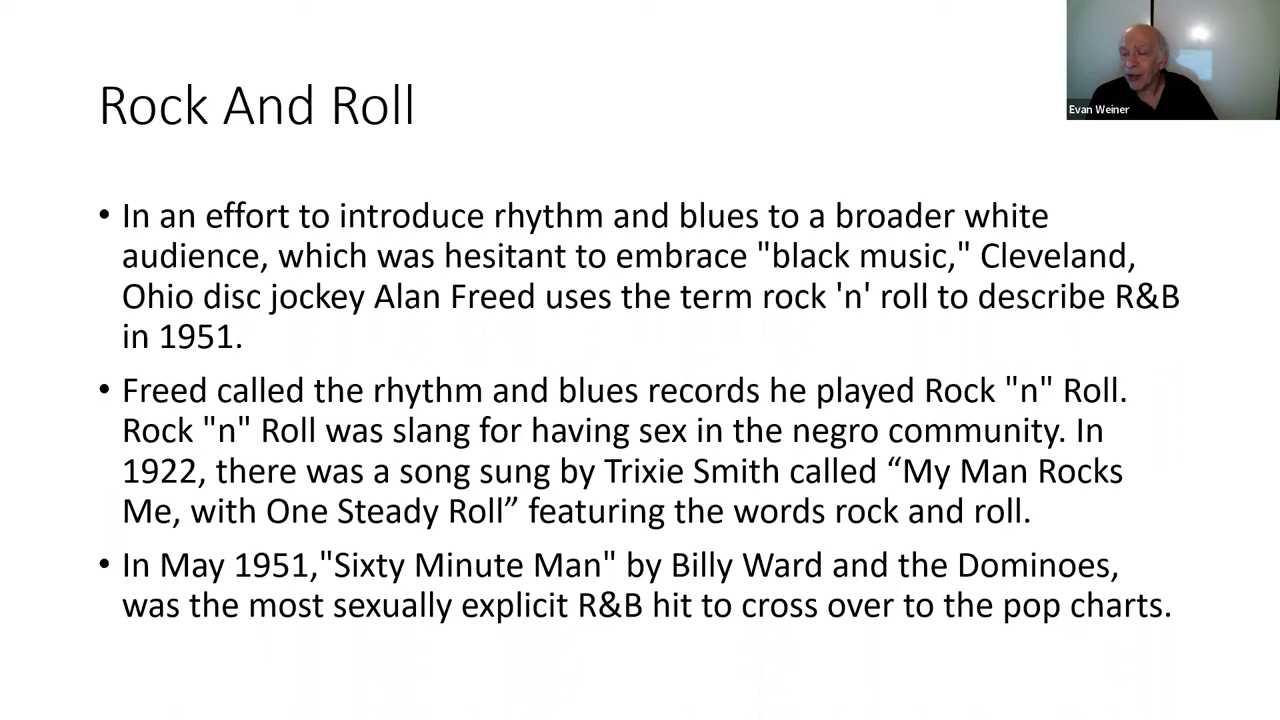 Rock And Roll
Evan Weiner
• In an effort to introduce rhythm and blues to a broader white
audience, which was hesitant to embrace "black music," Cleveland,
Ohio disc jockey Alan Freed uses the term rock 'n' roll to describe R&B
in 1951.
• Freed called the rhythm and blues records he played Rock "n" Roll.
Rock "n" Roll was slang for having sex in the negro community. In
1922, there was a song sung by Trixie Smith called “My Man Rocks
Me, with One Steady Roll” featuring the words rock and roll.
• In May 1951,"Sixty Minute Man" by Billy Ward and the Dominoes,
was the most sexually explicit R&B hit to cross over to the pop charts.